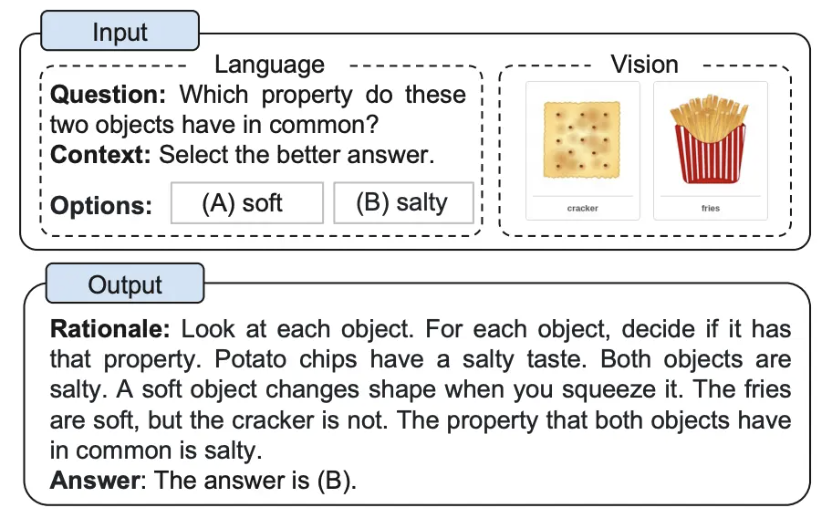 Input
Language
Question: Which property do these
two objects have in common?
Context: Select the better answer.
Options: (A) soft (B) salty
Vision
cracker fries
Output
Rationale: Look at each object. For each object, decide if it has
that property. Potato chips have a salty taste. Both objects are
salty. A soft object changes shape when you squeeze it. The fries
are soft, but the cracker is not. The property that both objects have
in common is salty.
Answer: The answer is (B).